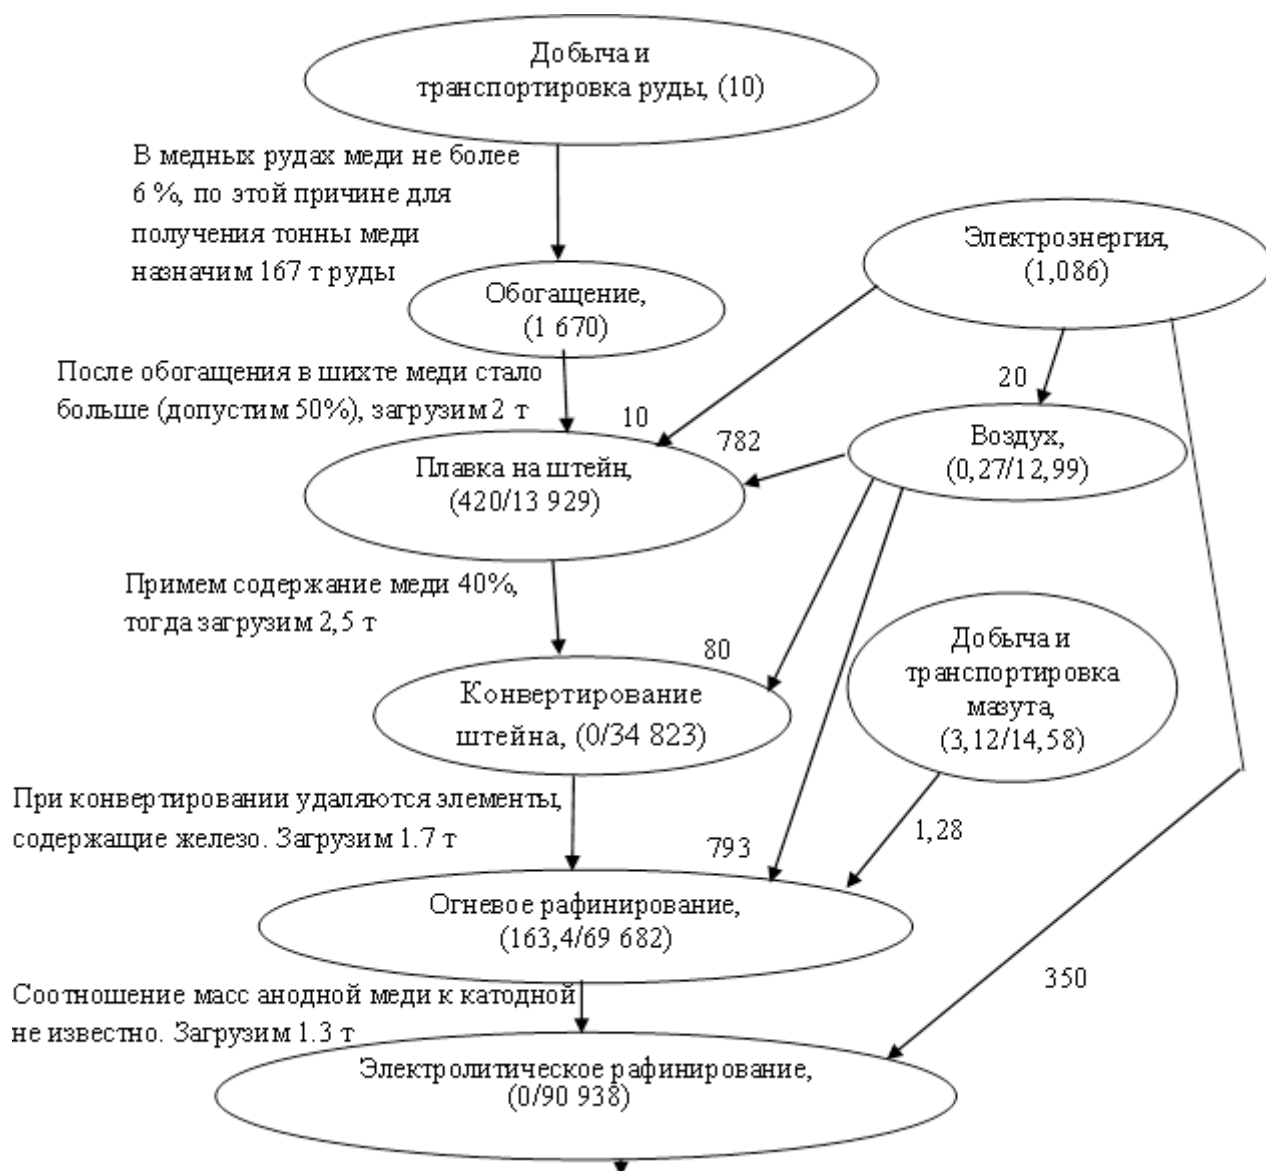 Добыча и
транспортировка руды, (10)
В медных рудах меди не более
6 %, по этой причине для
получения тонны меди
назначим 167 т руды
Электроэнергия,
(1,086)
Обогащение,
(1 670)
После обогащения в шихте меди стало
больше (допустим 50%), загрузим 2 т
20
10
782
Воздух,
(0,27/12,99)
Плавка на штейн,
(420/13 929)
Примем содержание меди 40%,
тогда загрузим 2,5 т
80
Добыча и
транспортировка
мазута,
(3,12/14,58)
Конвертирование
штейна, (0/34 823)
При конвертировании удаляются элементы,
содержащие железо. Загрузим 1.7 т
793
1,28
Огневое рафинирование,
(163,4/69 682)
350
Соотношение масс анодной меди к катодной
не известно. Загрузим 1.3 т
Электролитическое рафинирование,
(0/90 938)